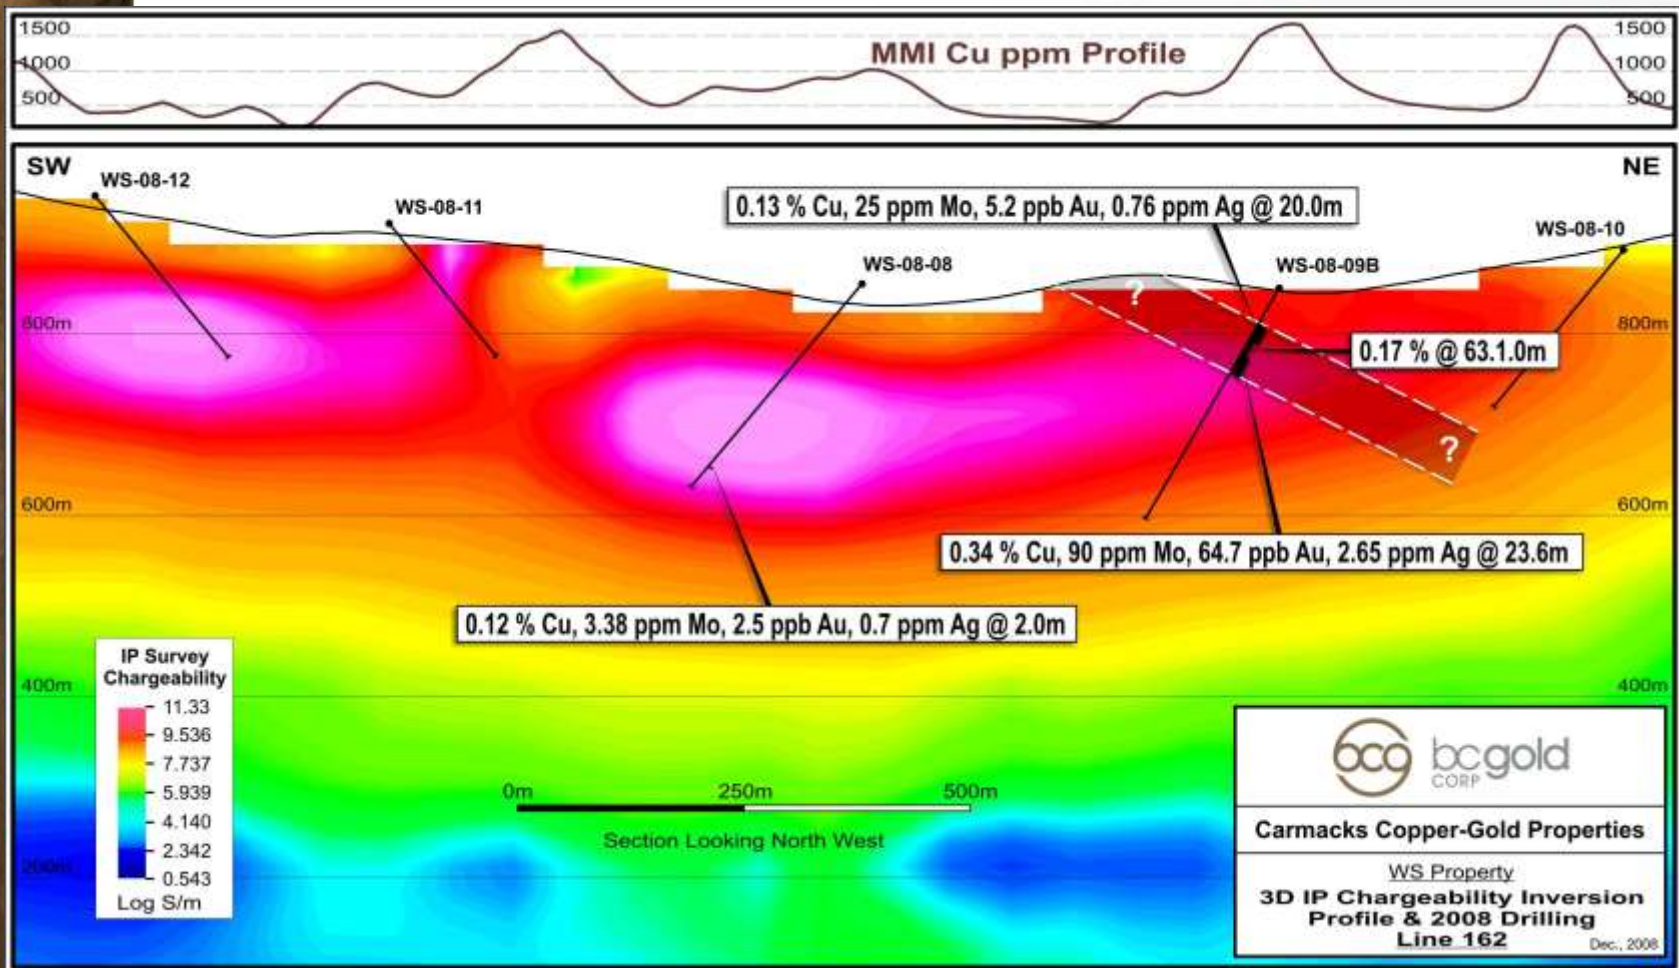 1500
1500
MMI Cu ppm Profile
1000
1000
500
500
SW
NE
WS-08-12
WS-08-11
0.13 % Cu, 25 ppm Mo, 5.2 ppb Au, 0.76 ppm Ag @ 20.0m
WS-08-10
WS-08-08
WS-08-09B
?
800m
800m
0.17 % @ 63.1.0m
?
600m
600m
0.34 % Cu, 90 ppm Mo, 64.7 ppb Au, 2.65 ppm Ag @ 23.6m
0.12 % Cu, 3.38 ppm Mo, 2.5 ppb Au, 0.7 ppm Ag @ 2.0m
IP Survey
Chargeability
400m
400m
11.33
9.536
7.737
5.939
4.140
2.342
0.543
Log S/m
0m 250m 500m
Section Looking North West
200m
bcg bcgold
CORP
Carmacks Copper-Gold Properties
WS Property
3D IP Chargeability Inversion
Profile & 2008 Drilling
Line 162
Dec., 2008